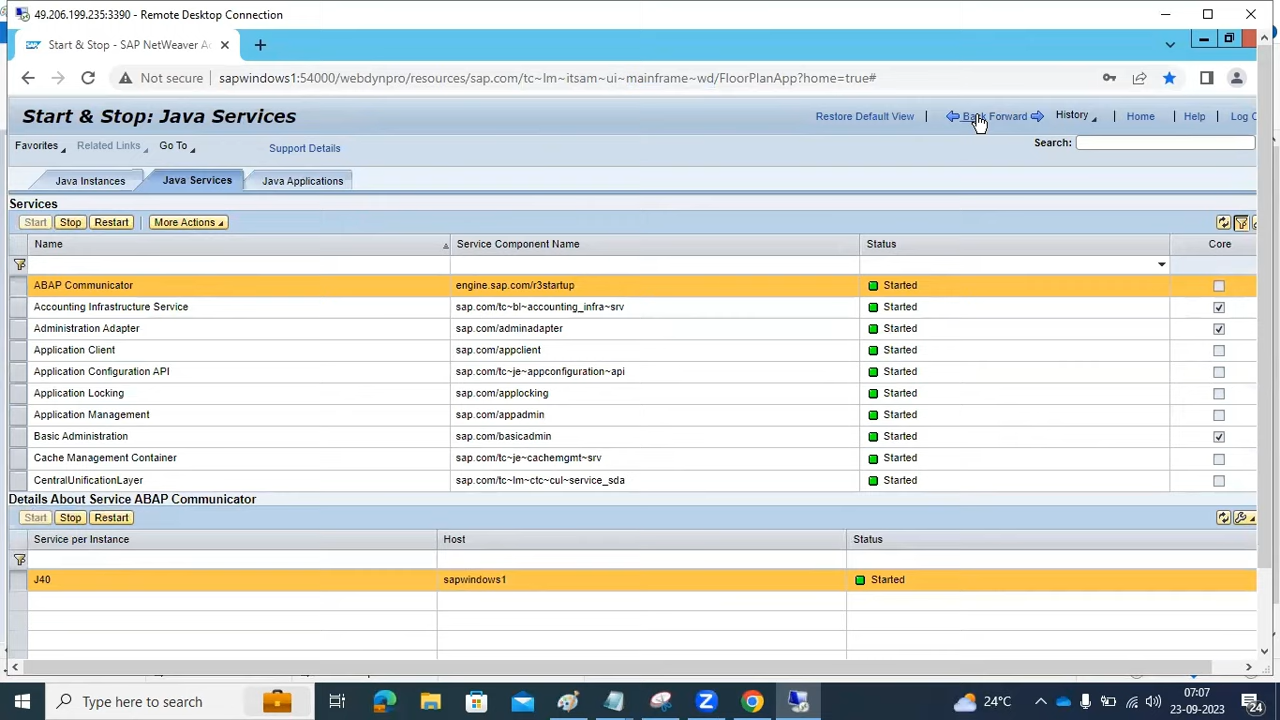 49.206.199.235:3390 - Remote Desktop Connection
Start & Stop - SAP NetWeaver A
Not secure
sapwindows1:54000/webdynpro/resources/sap.com/tc~lm~itsam~ui~mainframe~wd/FloorPlanApp?home=true#
Start & Stop: Java Services
Restore Default View
Back Forward
History
Home
Help
Log
Favorites
Related Links
Go To
Support Details
Search:
Java Instances
Java Services
Java Applications
Services
Start
Stop
Restart
More Actions
Name
Service Component Name
Status
Core
ABAP Communicator engine.sap.com/r3startup Started
Accounting Infrastructure Service sap.com/tc~bl~accounting_infra~srv Started
Administration Adapter sap.com/adminadapter Started
Application Client sap.com/appclient Started
Application Configuration API sap.com/tc~je~appconfiguration~api Started
Application Locking sap.com/applocking Started
Application Management sap.com/appadmin Started
Basic Administration sap.com/basicadmin Started
Cache Management Container sap.com/tc~je~cachemgmt~srv Started
CentralUnificationLayer sap.com/tc~lm~ctc~cul~service_sda Started
Details About Service ABAP Communicator
Start
Stop
Restart
Service per Instance
Host
Status
J40 sapwindows1 Started
Type here to search
24°C
07:07
23-09-2023
24